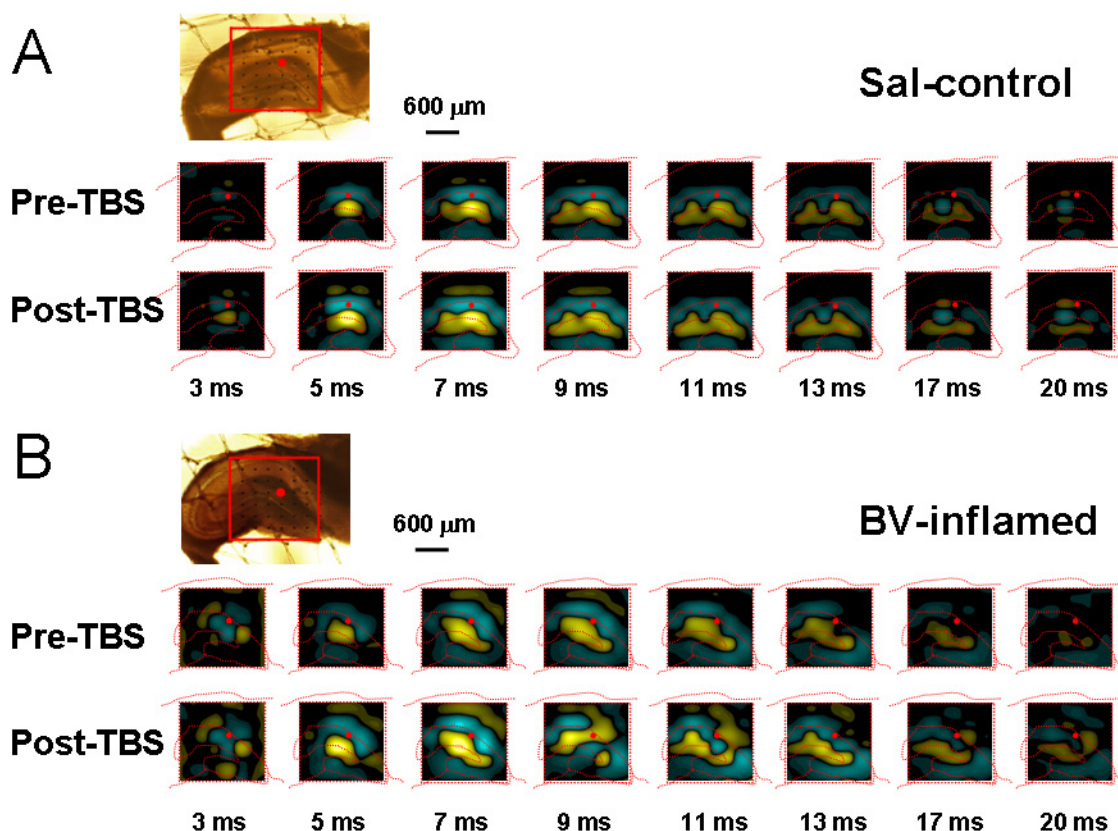 A
Sal-control
600 μm
Pre-TBS
Post-TBS
3 ms 5 ms 7 ms 9 ms 11 ms 13 ms 17 ms 20 ms
B
BV-inflamed
600 μm
Pre-TBS
Post-TBS
3 ms 5 ms 7 ms 9 ms 11 ms 13 ms 17 ms 20 ms